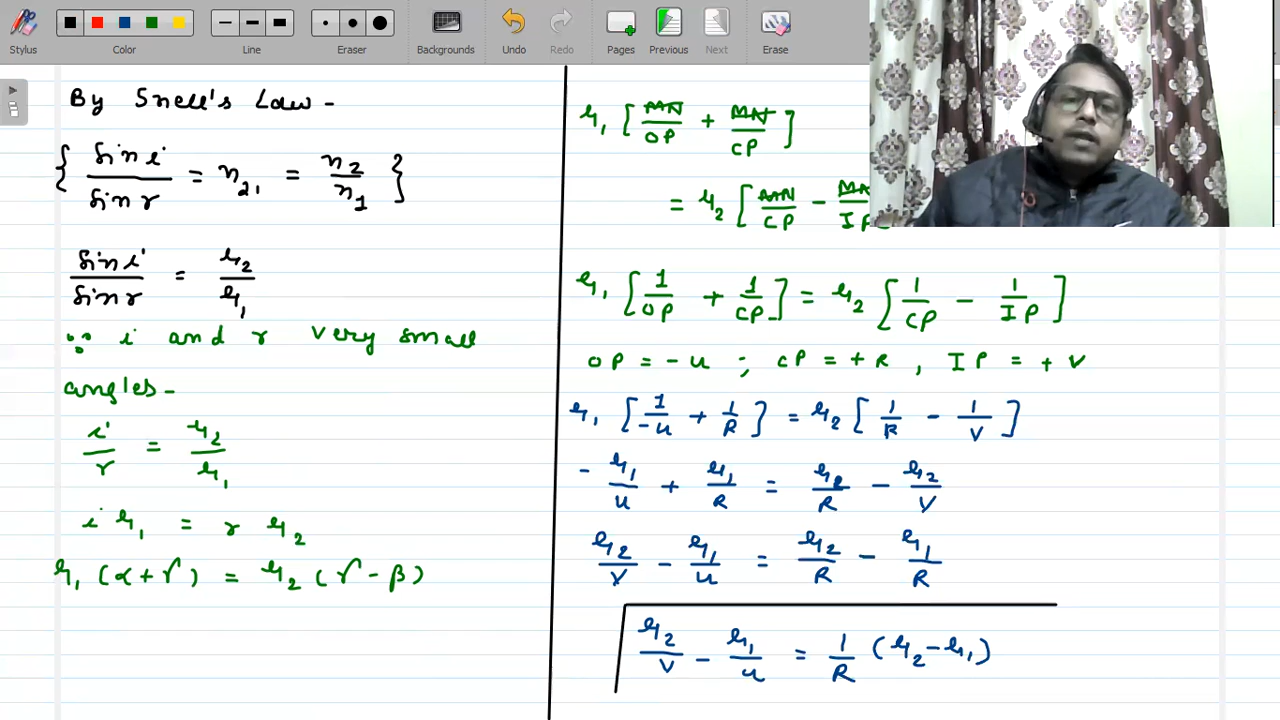 Stylus Color Line Eraser Backgrounds Undo Redo Pages Previous Next Erase
By Snell's Law -
{ sin i / sin r = n₂₁ = n₂ / n₁ }
sin i / sin r = μ₂ / μ₁
∵ i and r very small
angles -
i / r = μ₂ / μ₁
i μ₁ = r μ₂
μ₁ (α + γ) = μ₂ (γ - β)
μ₁ [ MN / OP + MN / CP ]
= μ₂ [ MN / CP - MN / IP
μ₁ [ 1 / OP + 1 / CP ] = μ₂ [ 1 / CP - 1 / IP ]
OP = - u ; CP = + R , IP = + V
μ₁ [ 1 / -u + 1 / R ] = μ₂ [ 1 / R - 1 / V ]
- μ₁ / u + μ₁ / R = μ₂ / R - μ₂ / V
μ₂ / V - μ₁ / u = μ₂ / R - μ₁ / R
μ₂ / V - μ₁ / u = 1 / R (μ₂ - μ₁)